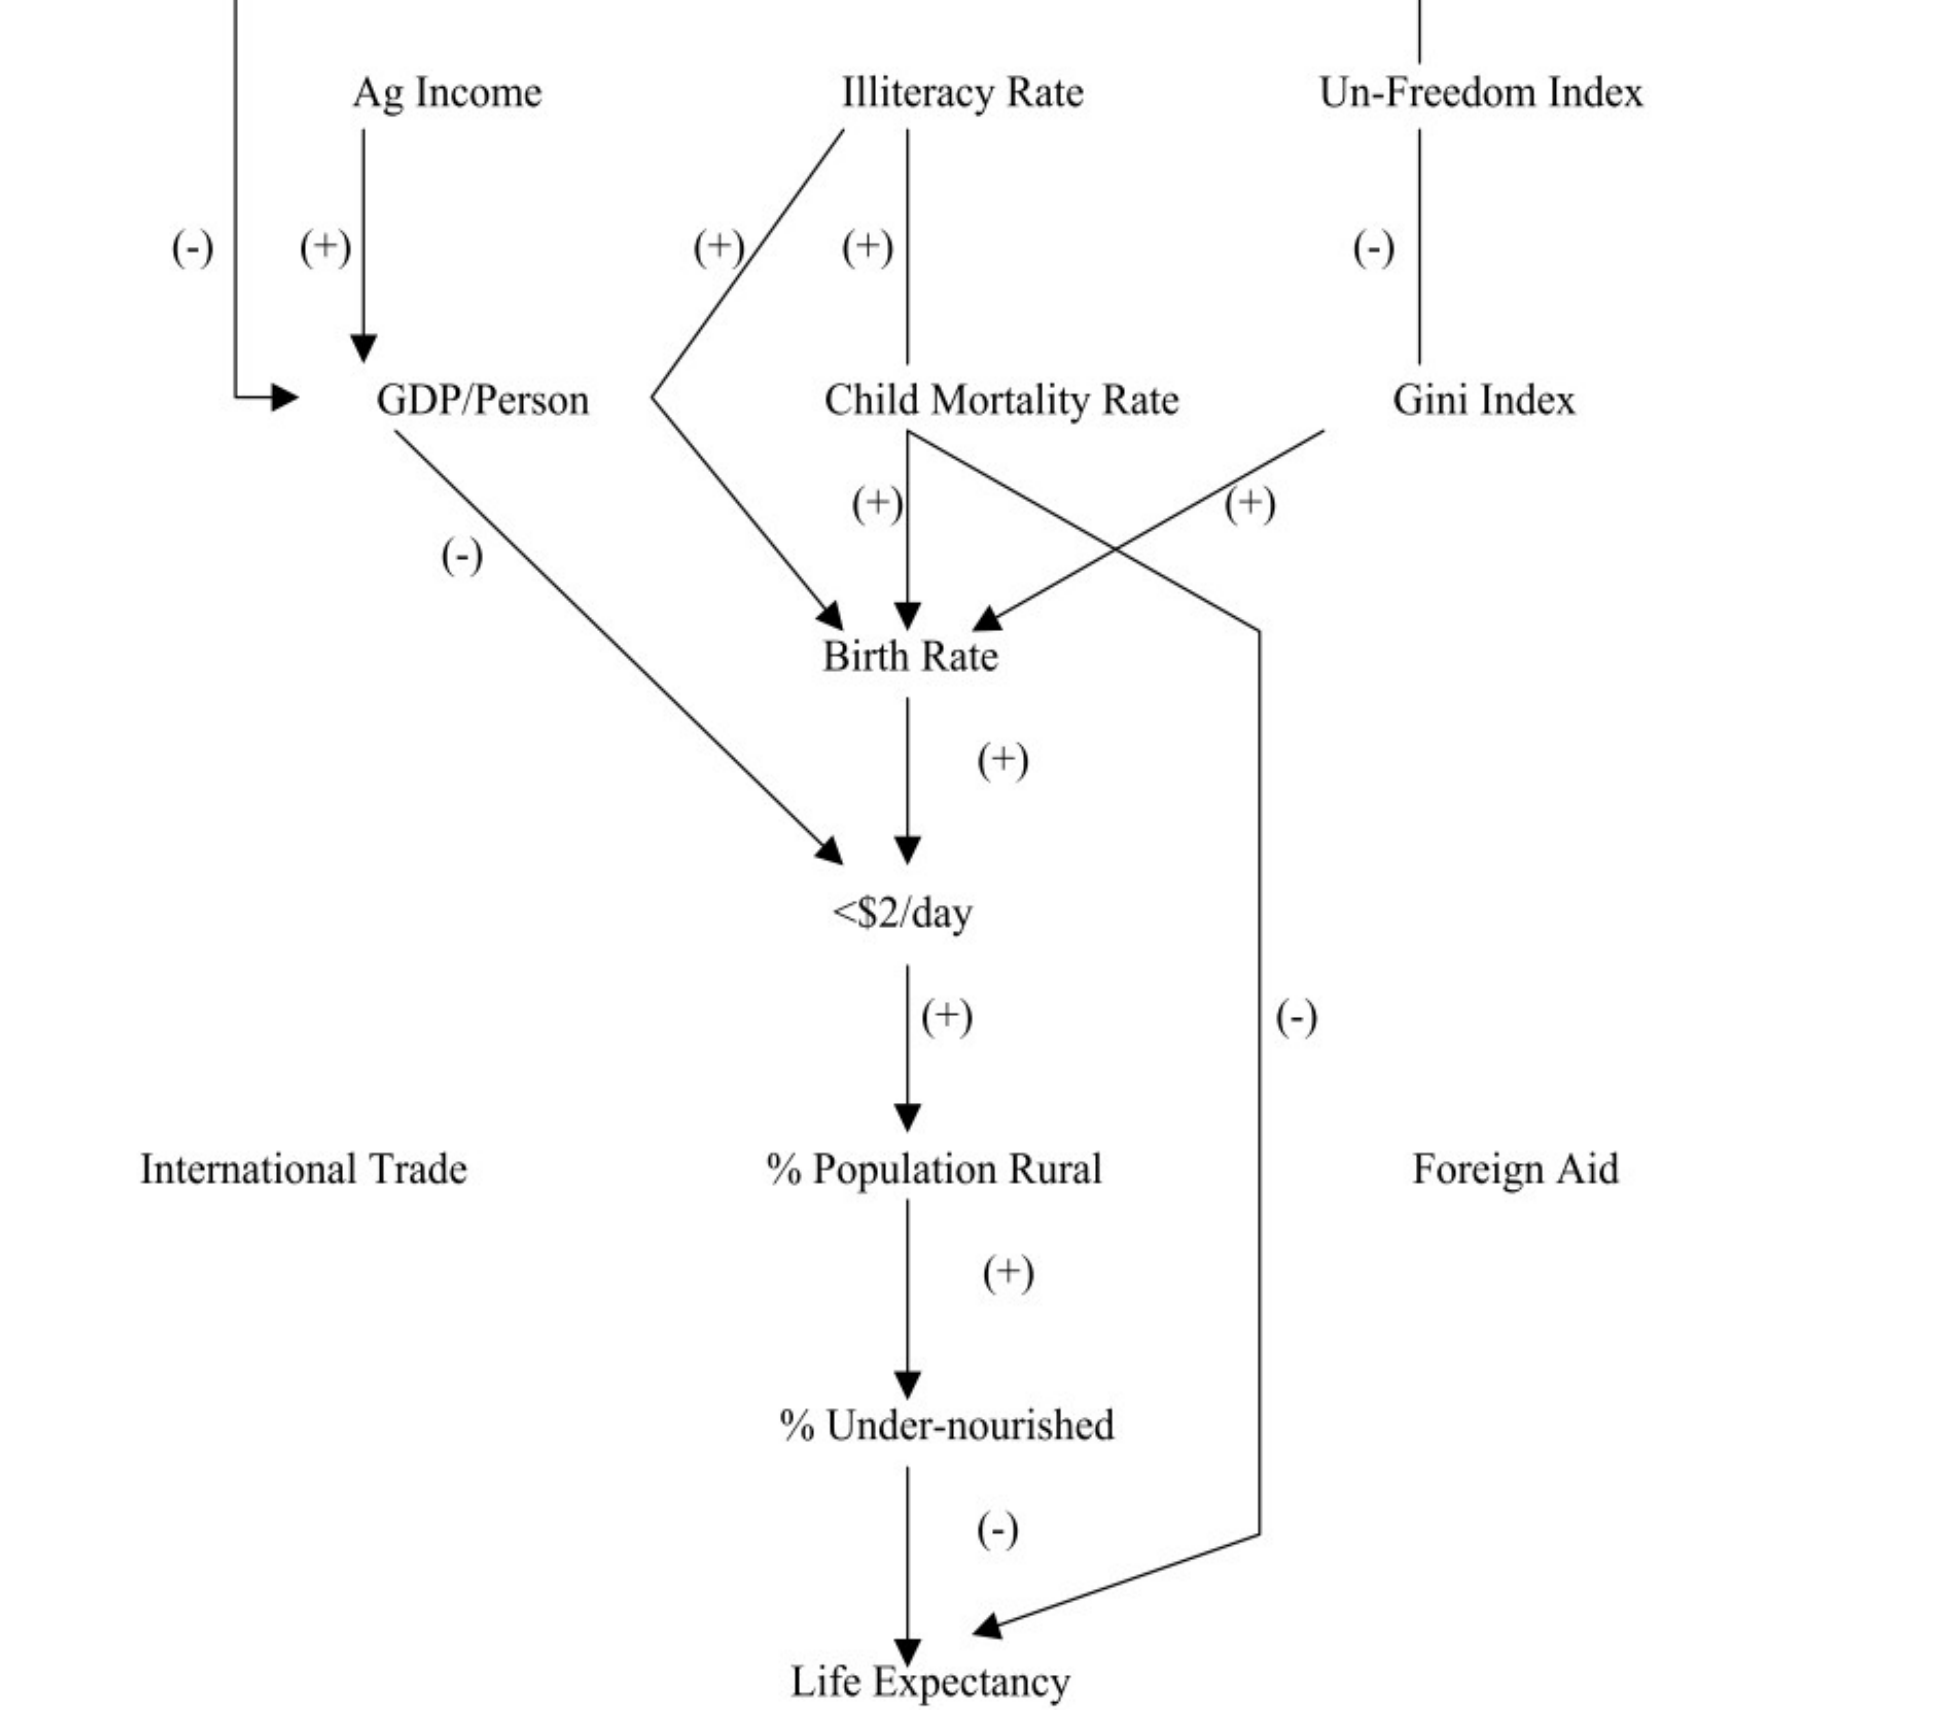 Ag Income Illiteracy Rate Un-Freedom Index
(-) (+) (+) (+) (-)
GDP/Person Child Mortality Rate Gini Index
(+) (+)
(-)
Birth Rate
(+)
<$2/day
(+) (-)
International Trade % Population Rural Foreign Aid
(+)
% Under-nourished
(-)
Life Expectancy